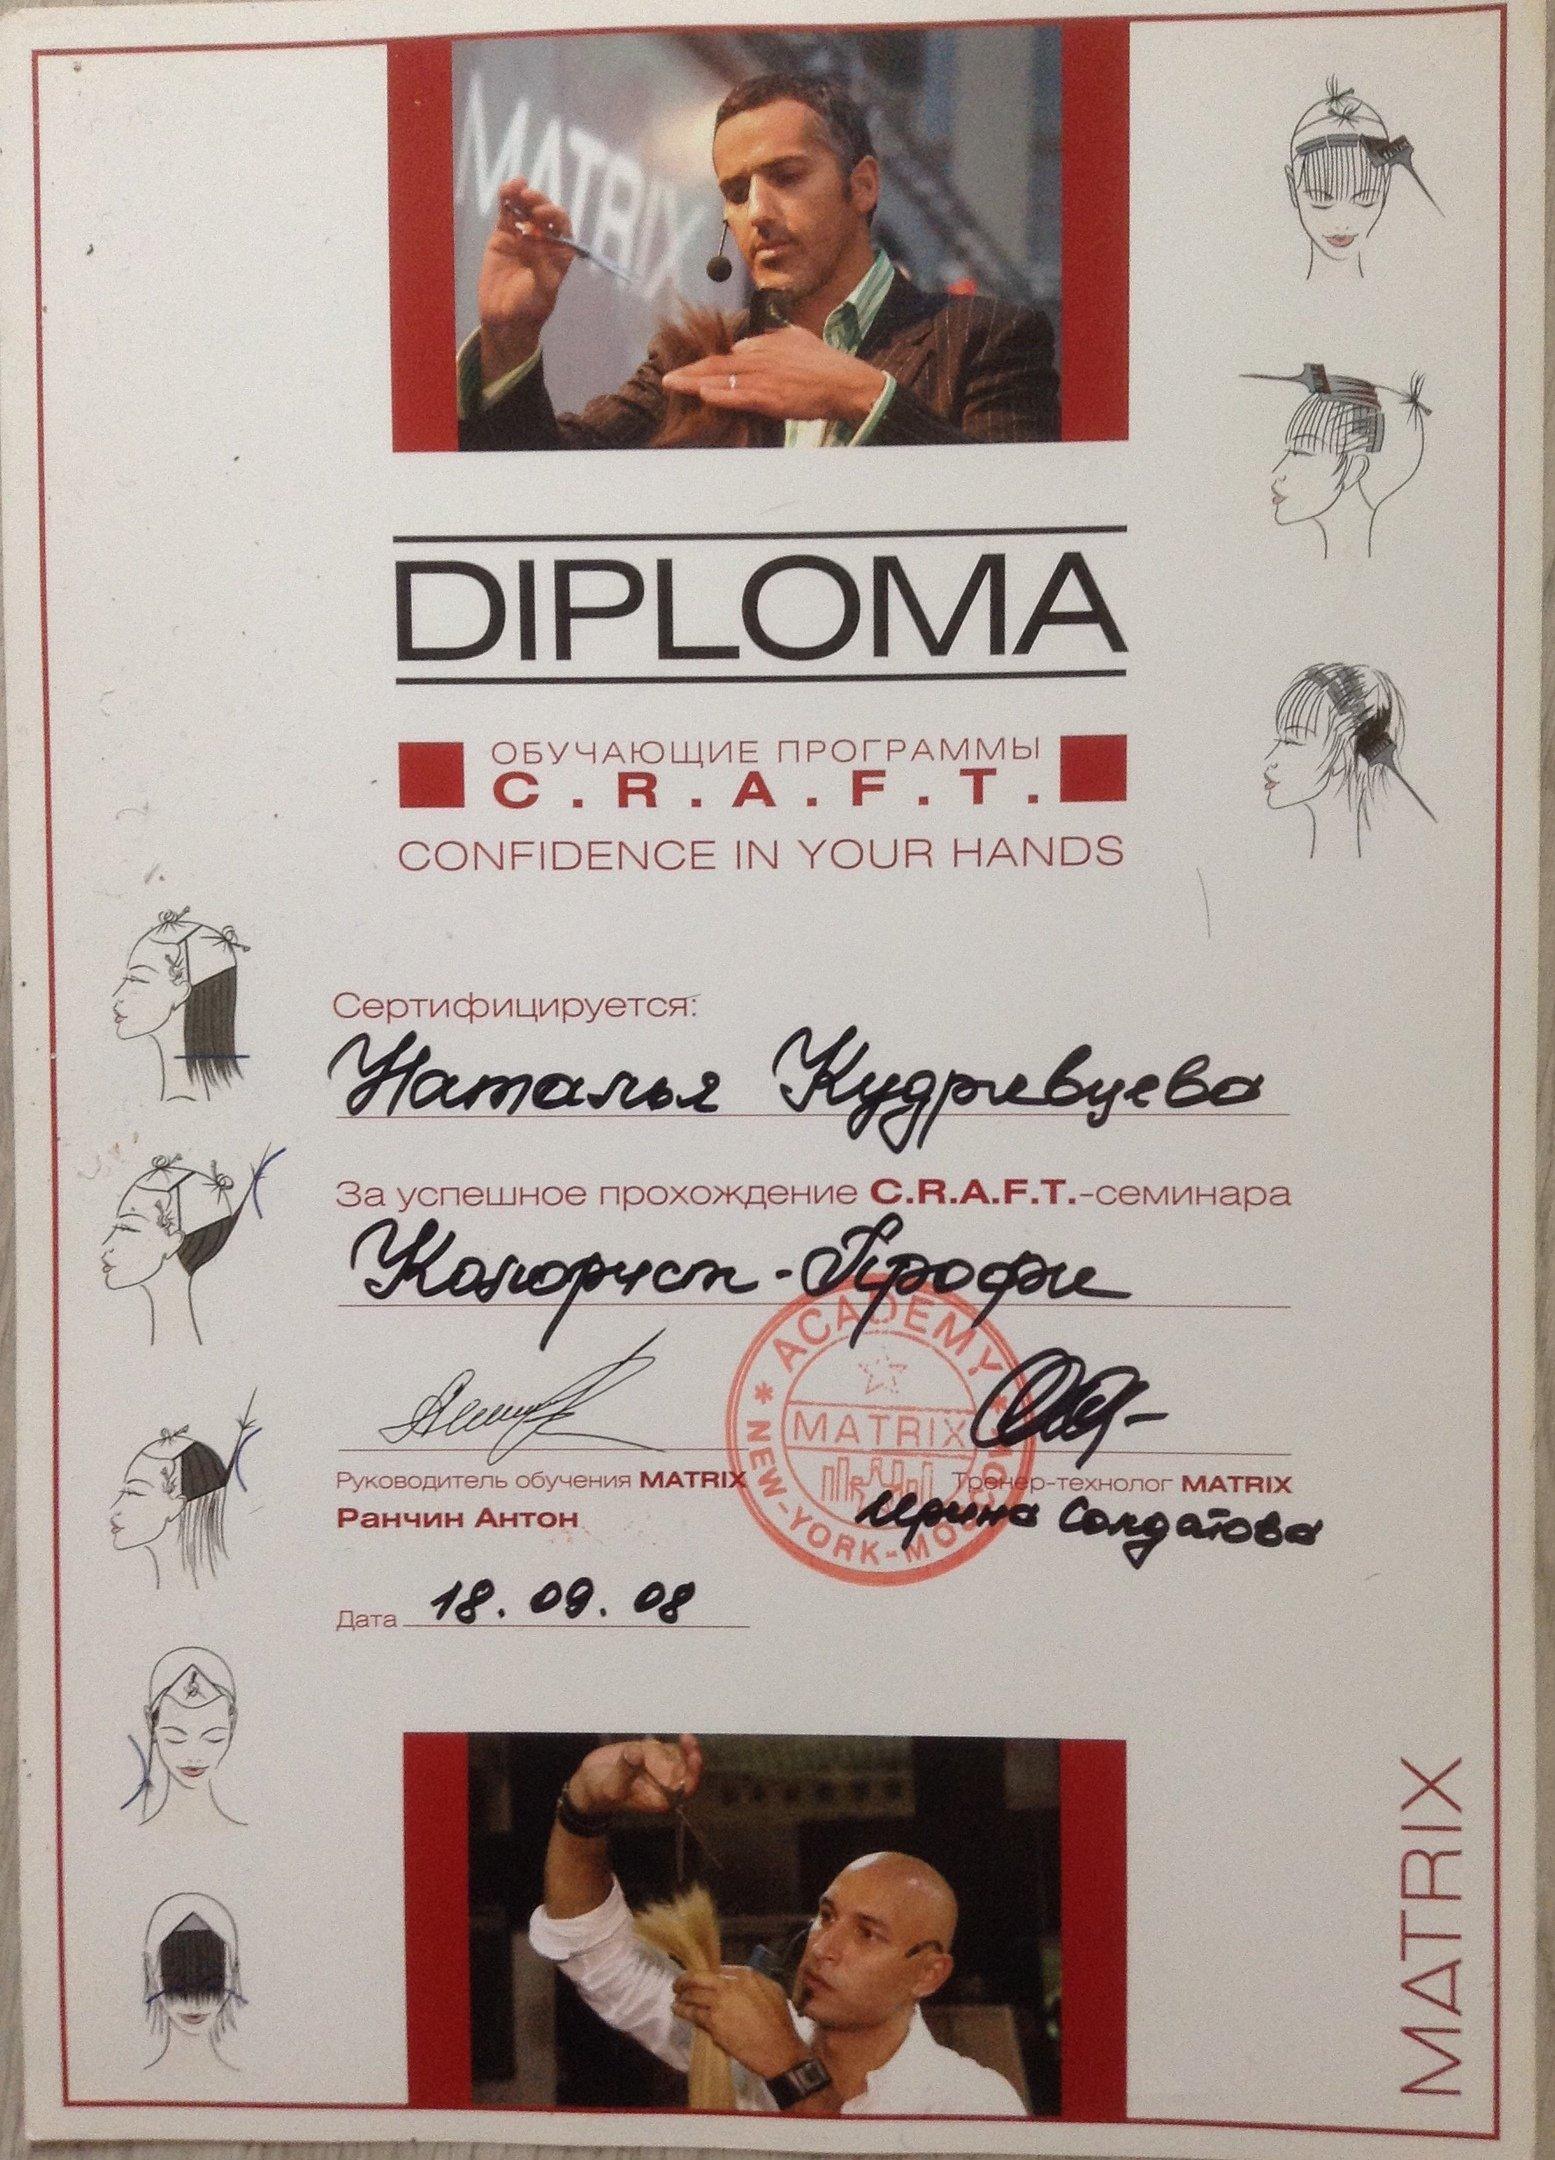 MATRIX
DIPLOMA
ОБУЧАЮЩИЕ ПРОГРАММЫ
C.R.A.F.T.
CONFIDENCE IN YOUR HANDS
Сертифицируется:
Наталья Кудрявцева
За успешное прохождение C.R.A.F.T.-семинара
Колорист-Профи
ACADEMY
MATRIX
NEW-YORK-MOSCOW
Руководитель обучения MATRIX
Ранчин Антон
Тренер-технолог MATRIX
Ирина Солдатова
Дата 18.09.08
MATRIX